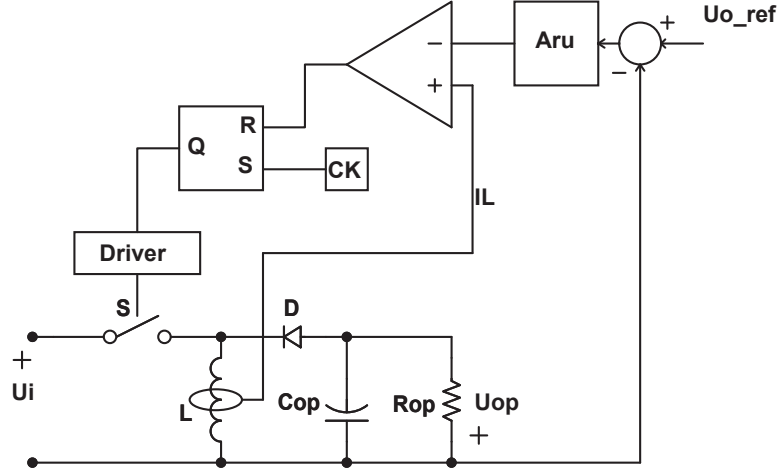 Uo_ref
+
Aru
−
−
+
R
Q
S
CK
IL
Driver
S
D
+
Ui
L
Cop
Rop
Uop
+